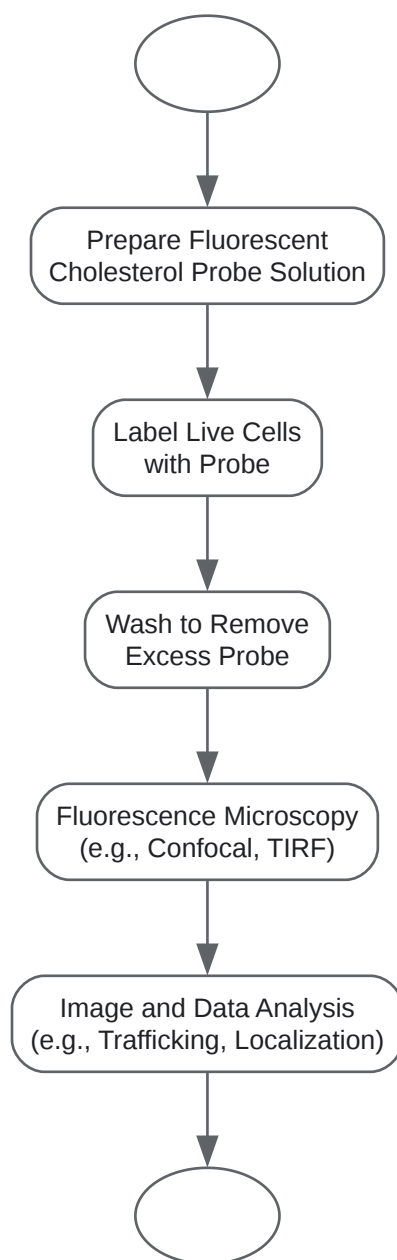 Prepare Fluorescent
Cholesterol Probe Solution
Label Live Cells
with Probe
Wash to Remove
Excess Probe
Fluorescence Microscopy
(e.g., Confocal, TIRF)
Image and Data Analysis
(e.g., Trafficking, Localization)